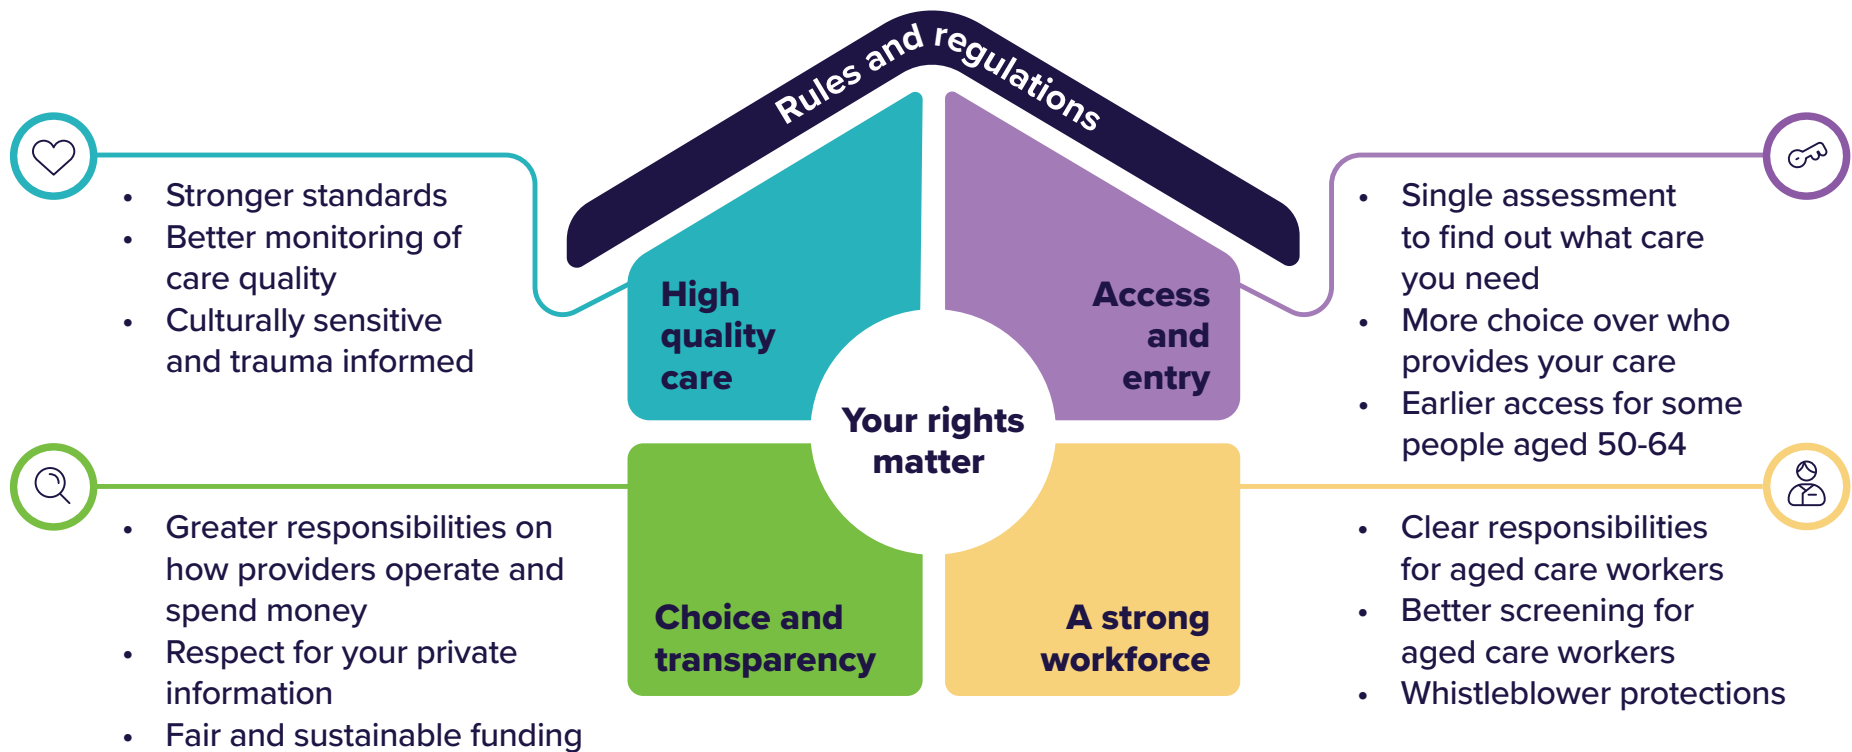 Rules and regulations
• Stronger standards
• Better monitoring of
care quality
• Culturally sensitive
and trauma informed
High
quality
care
Access
and
entry
• Single assessment
to find out what care
you need
• More choice over who
provides your care
• Earlier access for some
people aged 50-64
Your rights
matter
• Greater responsibilities on
how providers operate and
spend money
• Respect for your private
information
• Fair and sustainable funding
Choice and
transparency
A strong
workforce
• Clear responsibilities
for aged care workers
• Better screening for
aged care workers
• Whistleblower protections